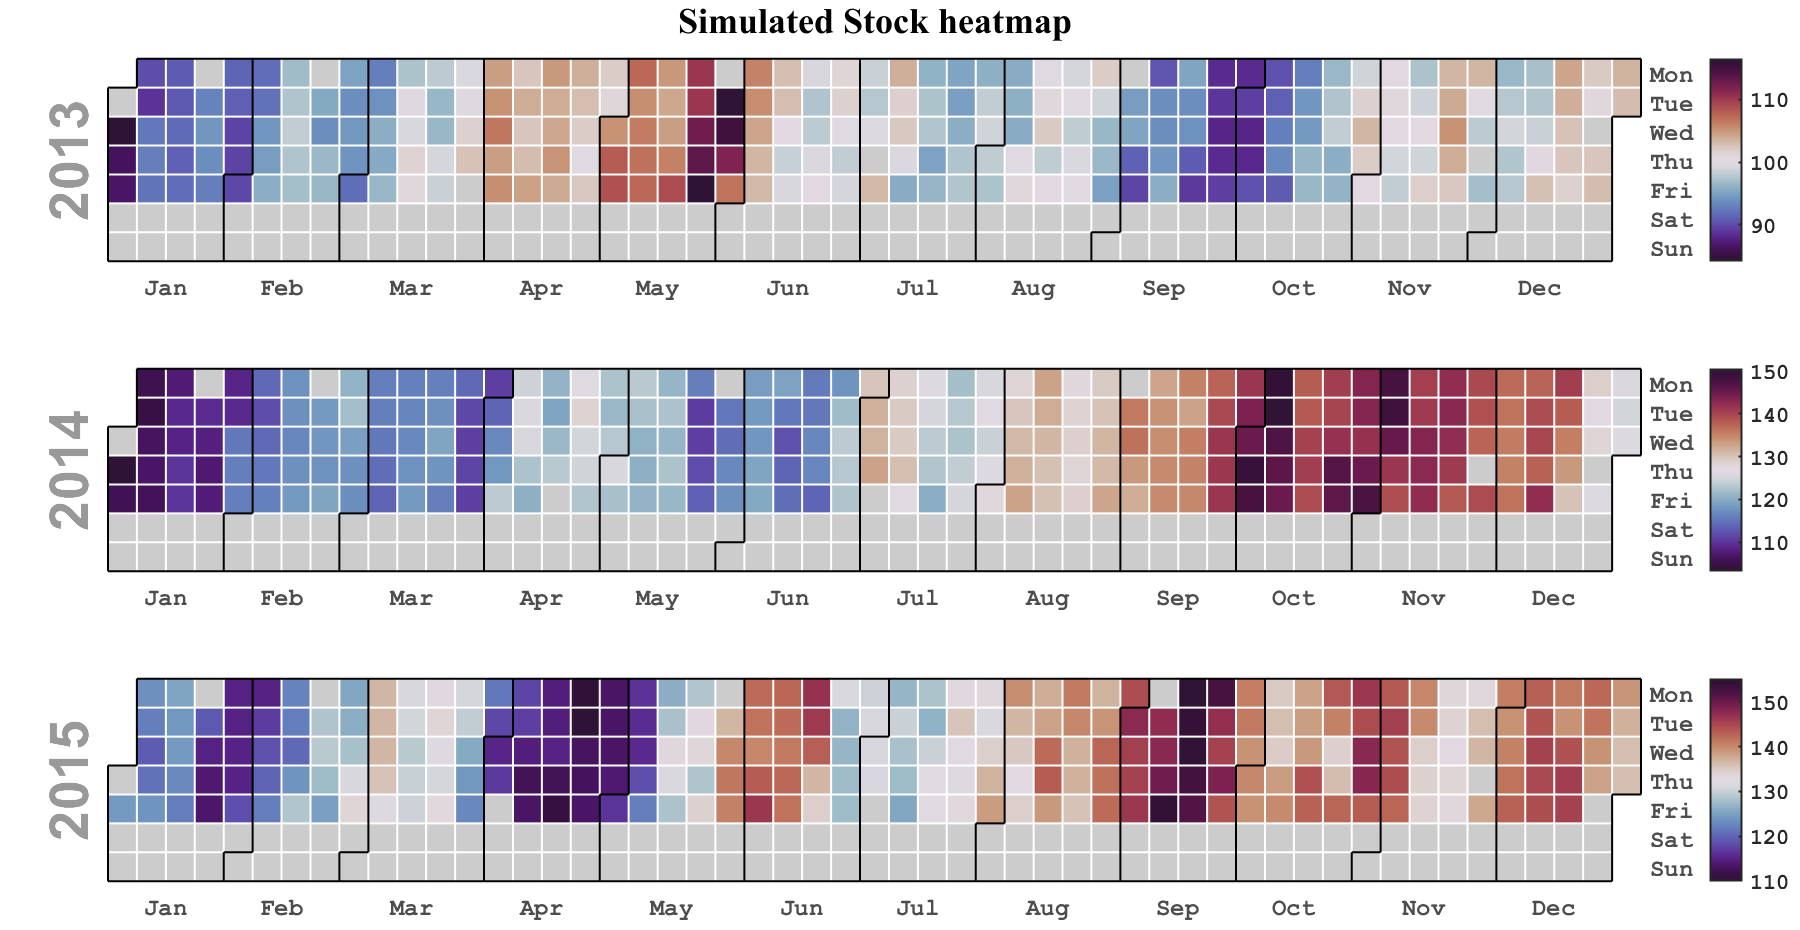 Simulated Stock heatmap
2013
Mon
Tue
Wed
Thu
Fri
Sat
Sun
110
100
90
Jan Feb Mar Apr May Jun Jul Aug Sep Oct Nov Dec
2014
Mon
Tue
Wed
Thu
Fri
Sat
Sun
150
140
130
120
110
Jan Feb Mar Apr May Jun Jul Aug Sep Oct Nov Dec
2015
Mon
Tue
Wed
Thu
Fri
Sat
Sun
150
140
130
120
110
Jan Feb Mar Apr May Jun Jul Aug Sep Oct Nov Dec